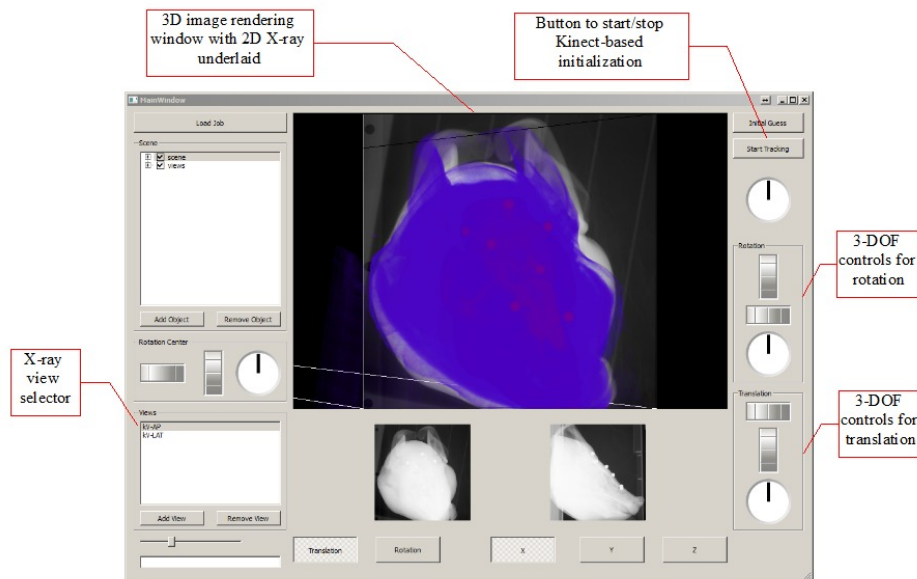 3D image rendering
window with 2D X-ray
underlaid
Button to start/stop
Kinect-based
initialization
MainWindow
Load Job
Initial Guess
Scene
Start Tracking
scene
views
Rotation
3-DOF
controls for
rotation
Add Object
Remove Object
Rotation Center
X-ray
view
selector
Translation
3-DOF
controls for
translation
Views
kV-AP
kV-LAT
Add View
Remove View
Translation
Rotation
X
Y
Z